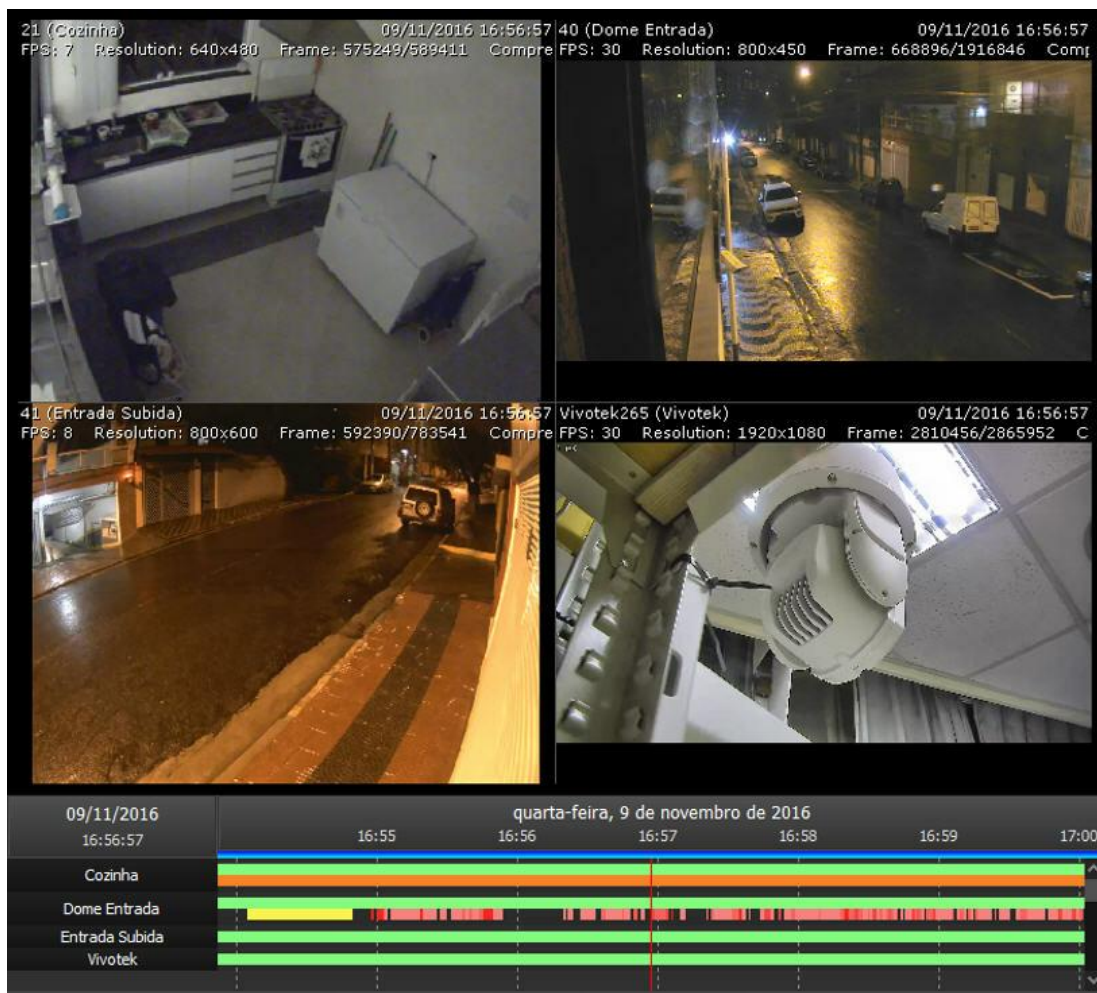 21 (Cozinha) 09/11/2016 16:56:57
FPS: 7 Resolution: 640x480 Frame: 575249/589411 Compre
40 (Dome Entrada) 09/11/2016 16:56:57
FPS: 30 Resolution: 800x450 Frame: 668896/1916846 Comp
41 (Entrada Subida) 09/11/2016 16:56:57
FPS: 8 Resolution: 800x600 Frame: 592390/783541 Compre
Vivotek265 (Vivotek) 09/11/2016 16:56:57
FPS: 30 Resolution: 1920x1080 Frame: 2810456/2865952 C
09/11/2016
16:56:57
quarta-feira, 9 de novembro de 2016
16:55 16:56 16:57 16:58 16:59 17:00
Cozinha
Dome Entrada
Entrada Subida
Vivotek